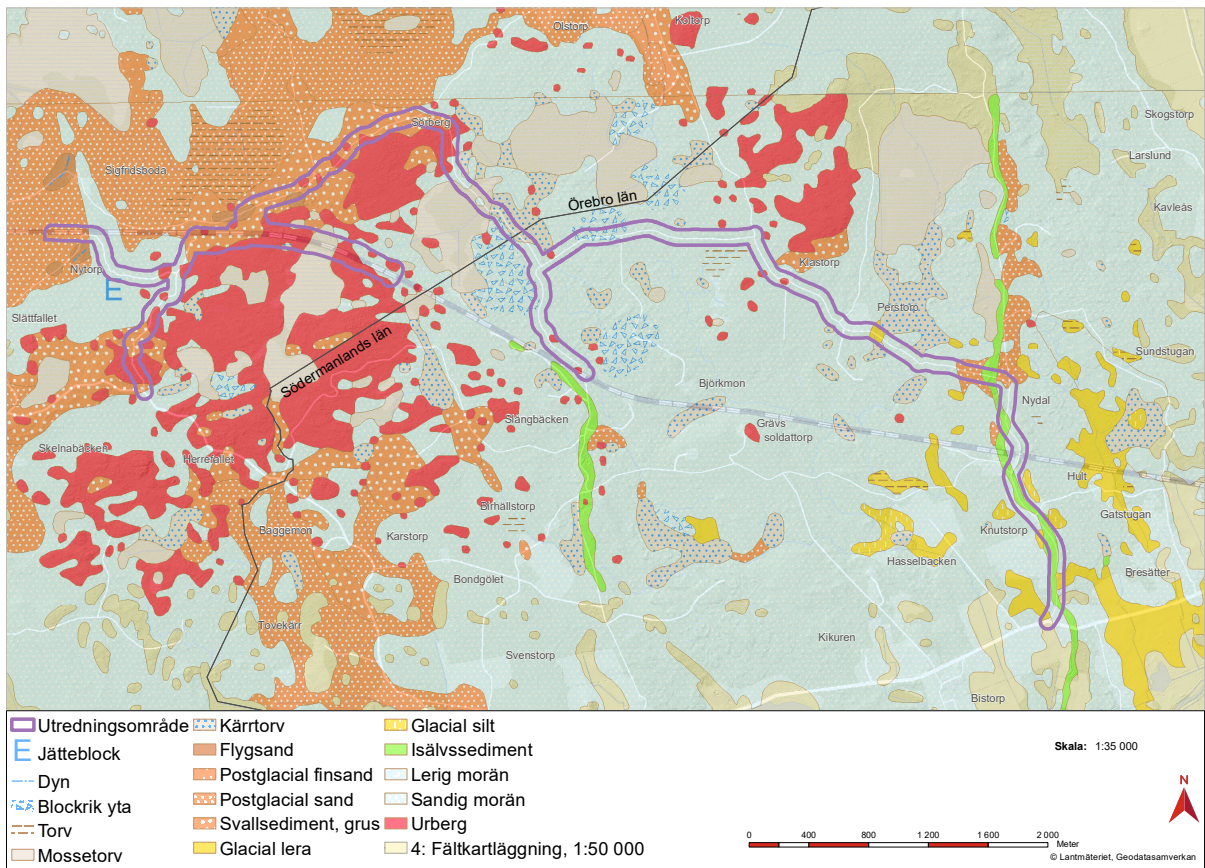 Olstorp
Koltorp
Skogstorp
Sörberg
Larslund
Sigfridsboda
Örebro län
Kavleås
Klastorp
Nytorp
E
Perstorp
Slättfallet
Södermanlands län
Sundstugan
Björkmon
Nydal
Slångbäcken
Grävs
soldattorp
Skelnabäcken
Herrefallet
Hult
Birhällstorp
Gatstugan
Baggemon
Karstorp
Knutstorp
Hasselbacken
Bresätter
Bondgölet
Tovekärr
Kikuren
Svenstorp
Bistorp
Utredningsområde
E Jätteblock
Dyn
Blockrik yta
Torv
Mossetorv
Kärrtorv
Flygsand
Postglacial finsand
Postglacial sand
Svallsediment, grus
Glacial lera
Glacial silt
Isälvssediment
Lerig morän
Sandig morän
Urberg
4: Fältkartläggning, 1:50 000
Skala: 1:35 000
N
0 400 800 1 200 1 600 2 000
Meter
© Lantmäteriet, Geodatasamverkan